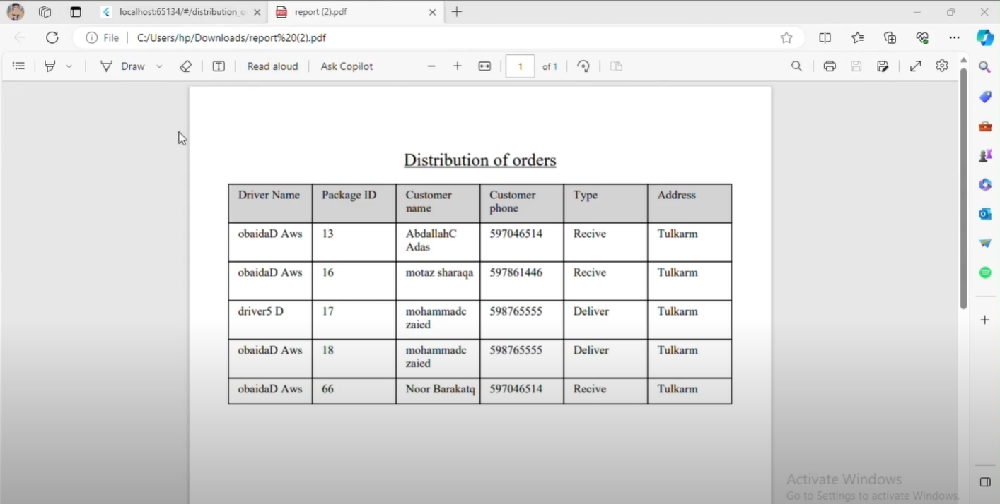 localhost:65134/#/distribution_o
report (2).pdf
File
C:/Users/hp/Downloads/report%20(2).pdf
Draw
Read aloud
Ask Copilot
1
of 1
Distribution of orders
Driver Name Package ID Customer Customer Type Address
name phone
obaidaD Aws 13 AbdallahC 597046514 Recive Tulkarm
Adas
obaidaD Aws 16 motaz sharaqa 597861446 Recive Tulkarm
driver5 D 17 mohammadc 598765555 Deliver Tulkarm
zaied
obaidaD Aws 18 mohammadc 598765555 Deliver Tulkarm
zaied
obaidaD Aws 66 Noor Barakatq 597046514 Recive Tulkarm
Activate Windows
Go to Settings to activate Windows.